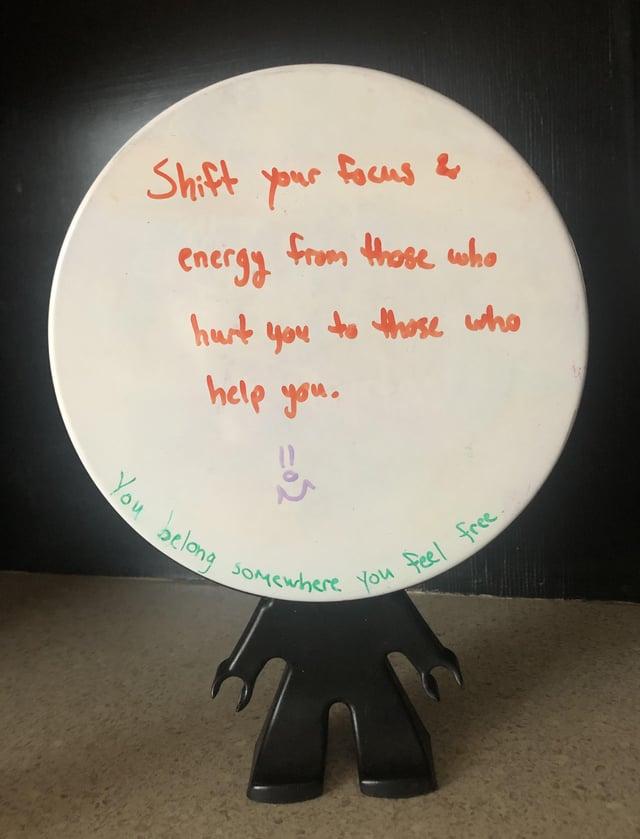 Shift your focus &
energy from those who
hurt you to those who
help you.
You belong somewhere you feel free.